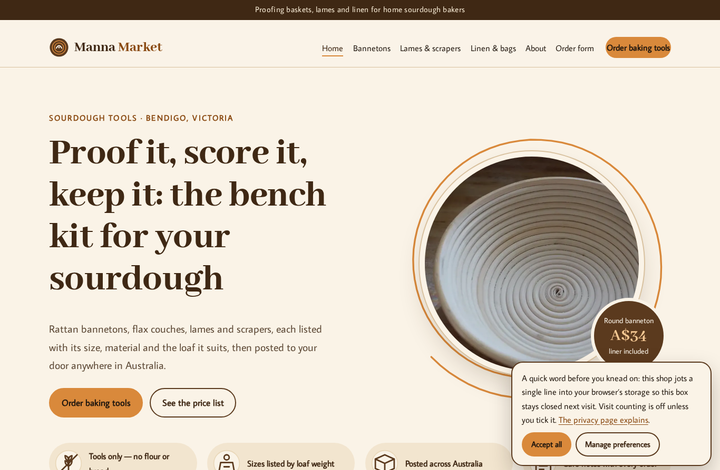 Proofing baskets, lames and linen for home sourdough bakers
Manna Market
Home
Bannetons
Lames & scrapers
Linen & bags
About
Order form
Order baking tools
SOURDOUGH TOOLS · BENDIGO, VICTORIA
Proof it, score it,
keep it: the bench
kit for your
sourdough
Rattan bannetons, flax couches, lames and scrapers, each listed
with its size, material and the loaf it suits, then posted to your
door anywhere in Australia.
Order baking tools
See the price list
Round banneton
A$34
liner included
A quick word before you knead on: this shop jots a
single line into your browser's storage so this box
stays closed next visit. Visit counting is off unless
you tick it. The privacy page explains.
Accept all
Manage preferences
Tools only — no flour or
Sizes listed by loaf weight
Posted across Australia